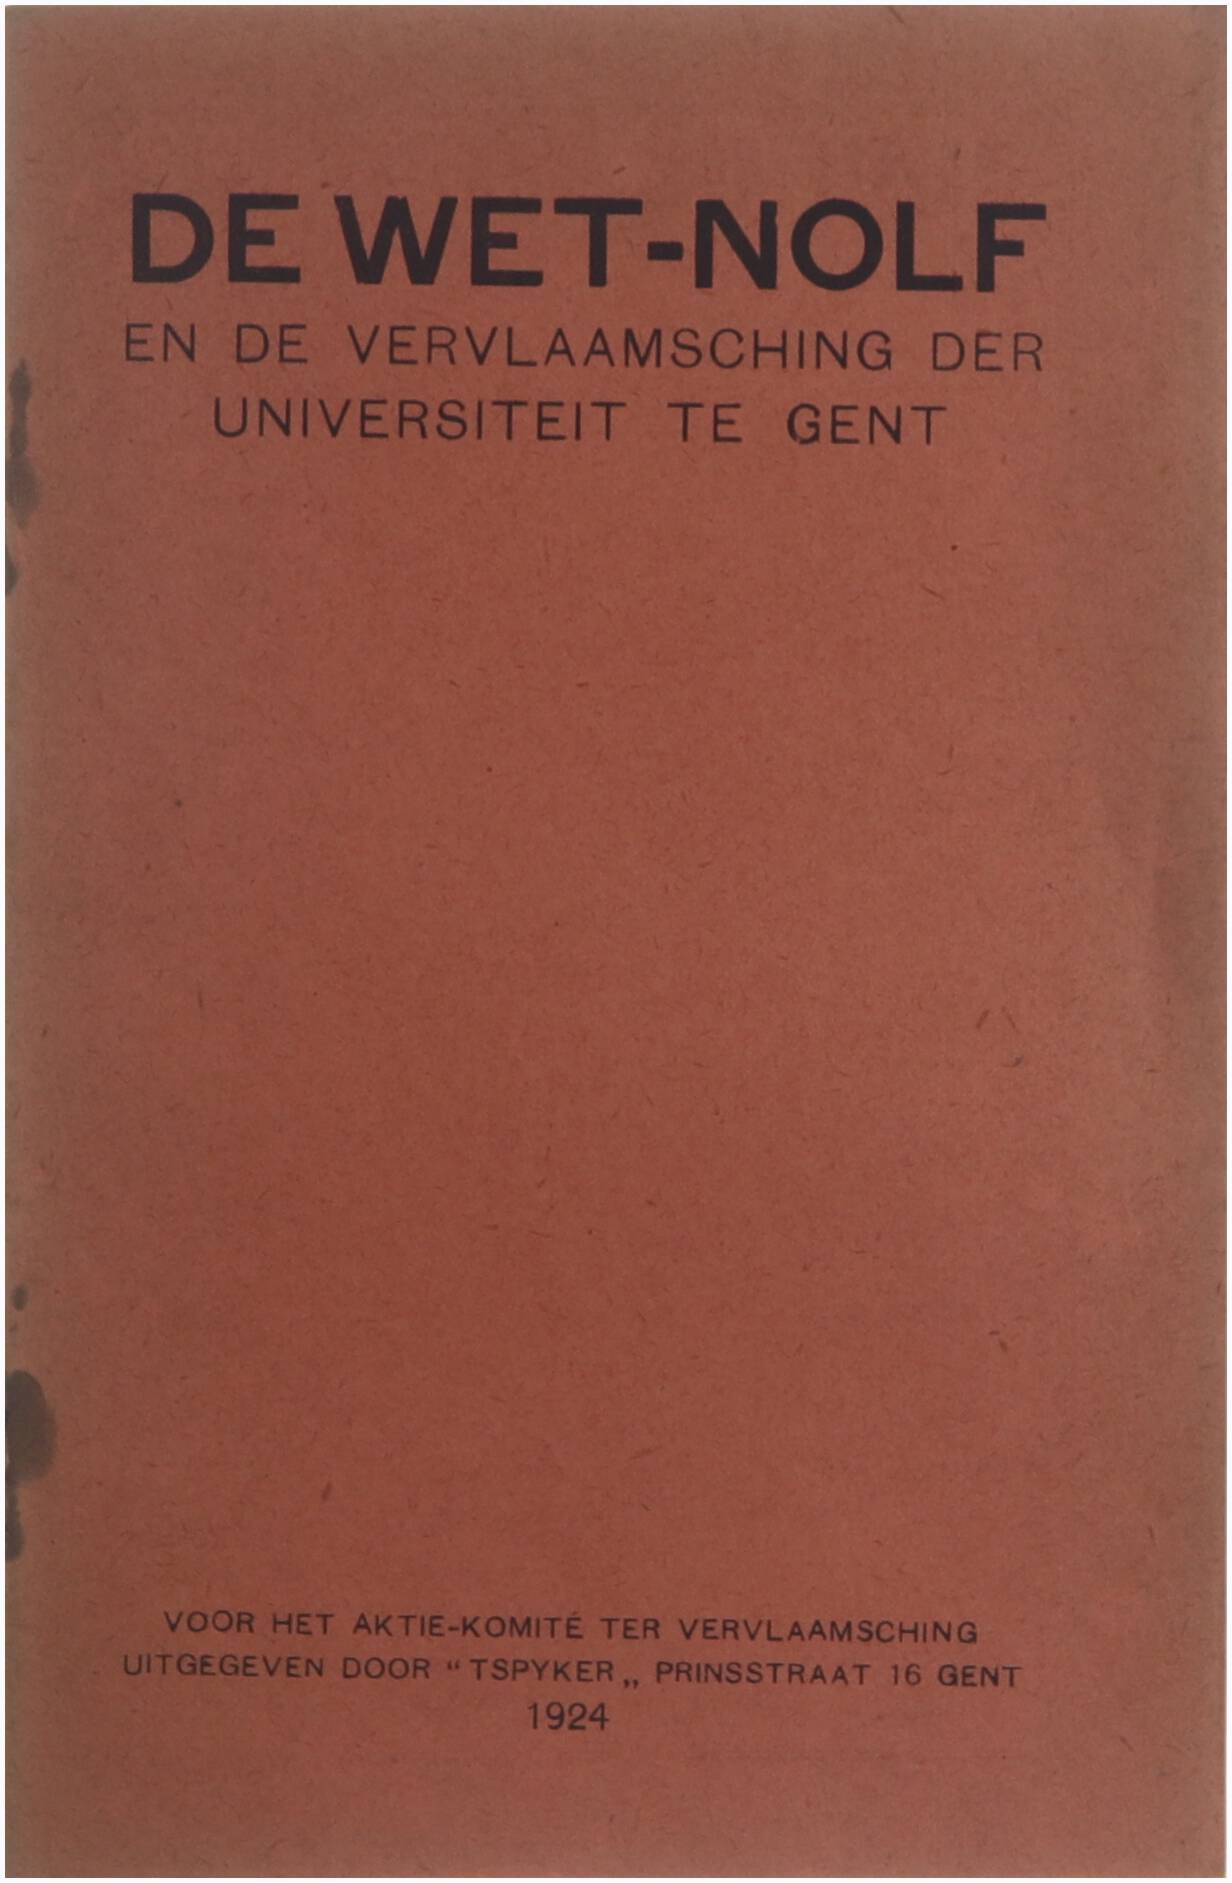 DE WET-NOLF
EN DE VERVLAAMSCHING DER
UNIVERSITEIT TE GENT
VOOR HET AKTIE-KOMITÉ TER VERVLAAMSCHING
UITGEGEVEN DOOR “ TSPYKER „ PRINSSTRAAT 16 GENT
1924